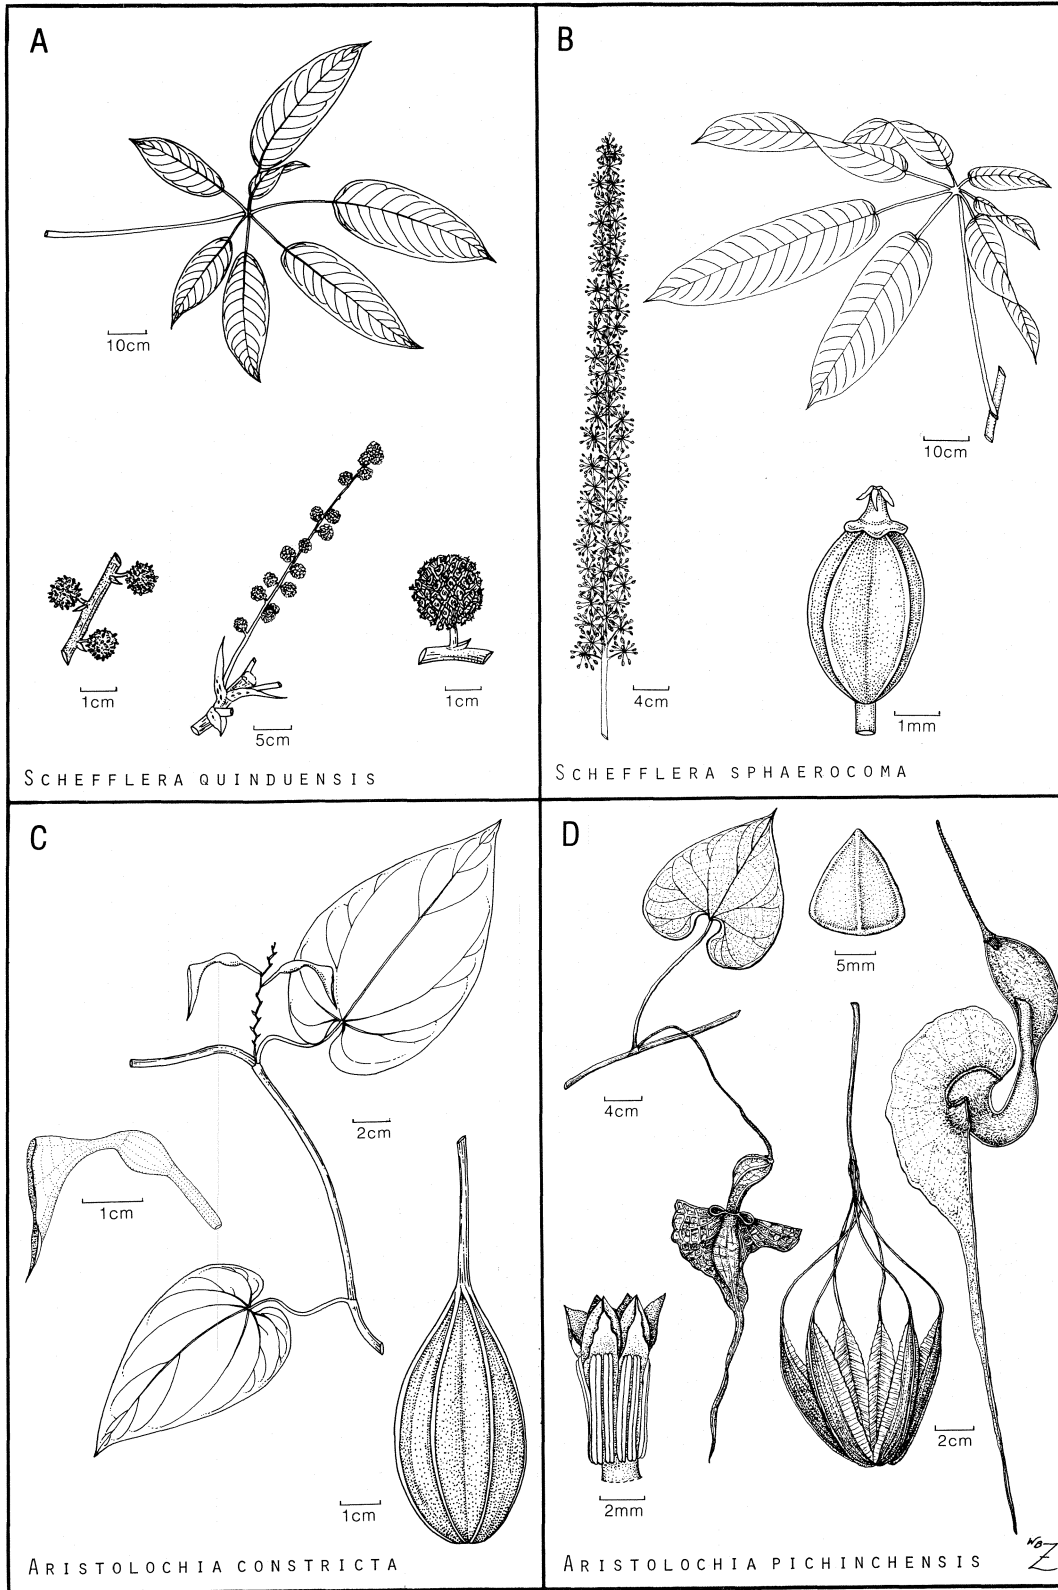 A
10cm
1cm
5cm
1cm
SCHEFFLERA QUINDUENSIS
B
10cm
4cm
1mm
SCHEFFLERA SPHAEROCOMA
C
2cm
1cm
1cm
ARISTOLOCHIA CONSTRICTA
D
5mm
4cm
2cm
2mm
ARISTOLOCHIA PICHINCHENSIS